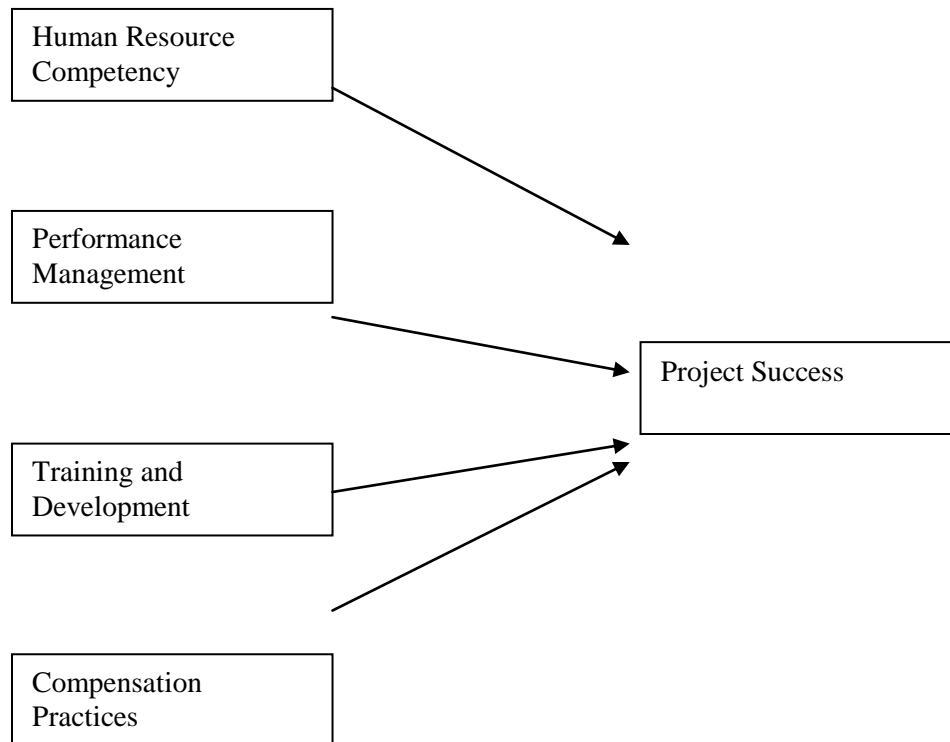 Human Resource
Competency
Performance
Management
Project Success
Training and
Development
Compensation
Practices